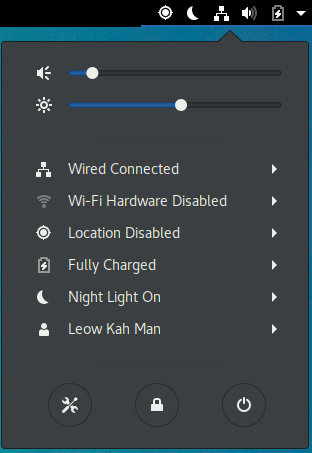 Wired Connected
Wi-Fi Hardware Disabled
Location Disabled
Fully Charged
Night Light On
Leow Kah Man